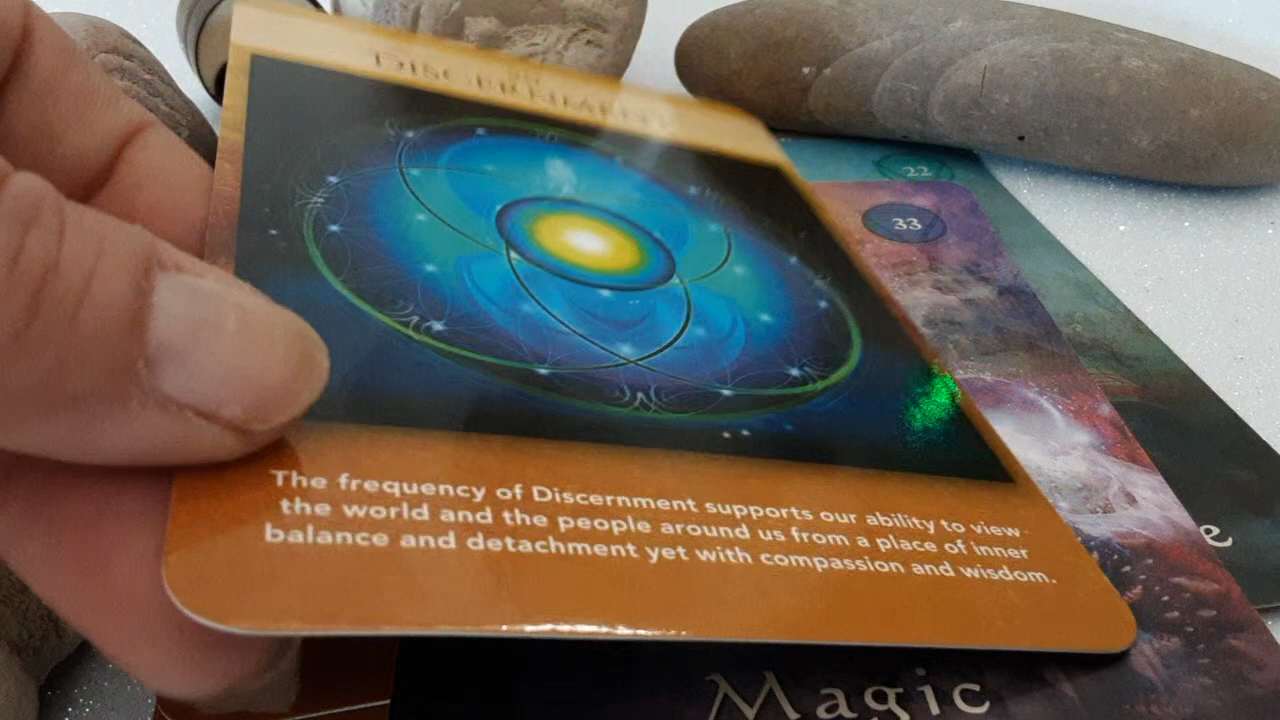 DISCERNMENT
22
33
The frequency of Discernment supports our ability to view
the world and the people around us from a place of inner
balance and detachment yet with compassion and wisdom.
e
Magic